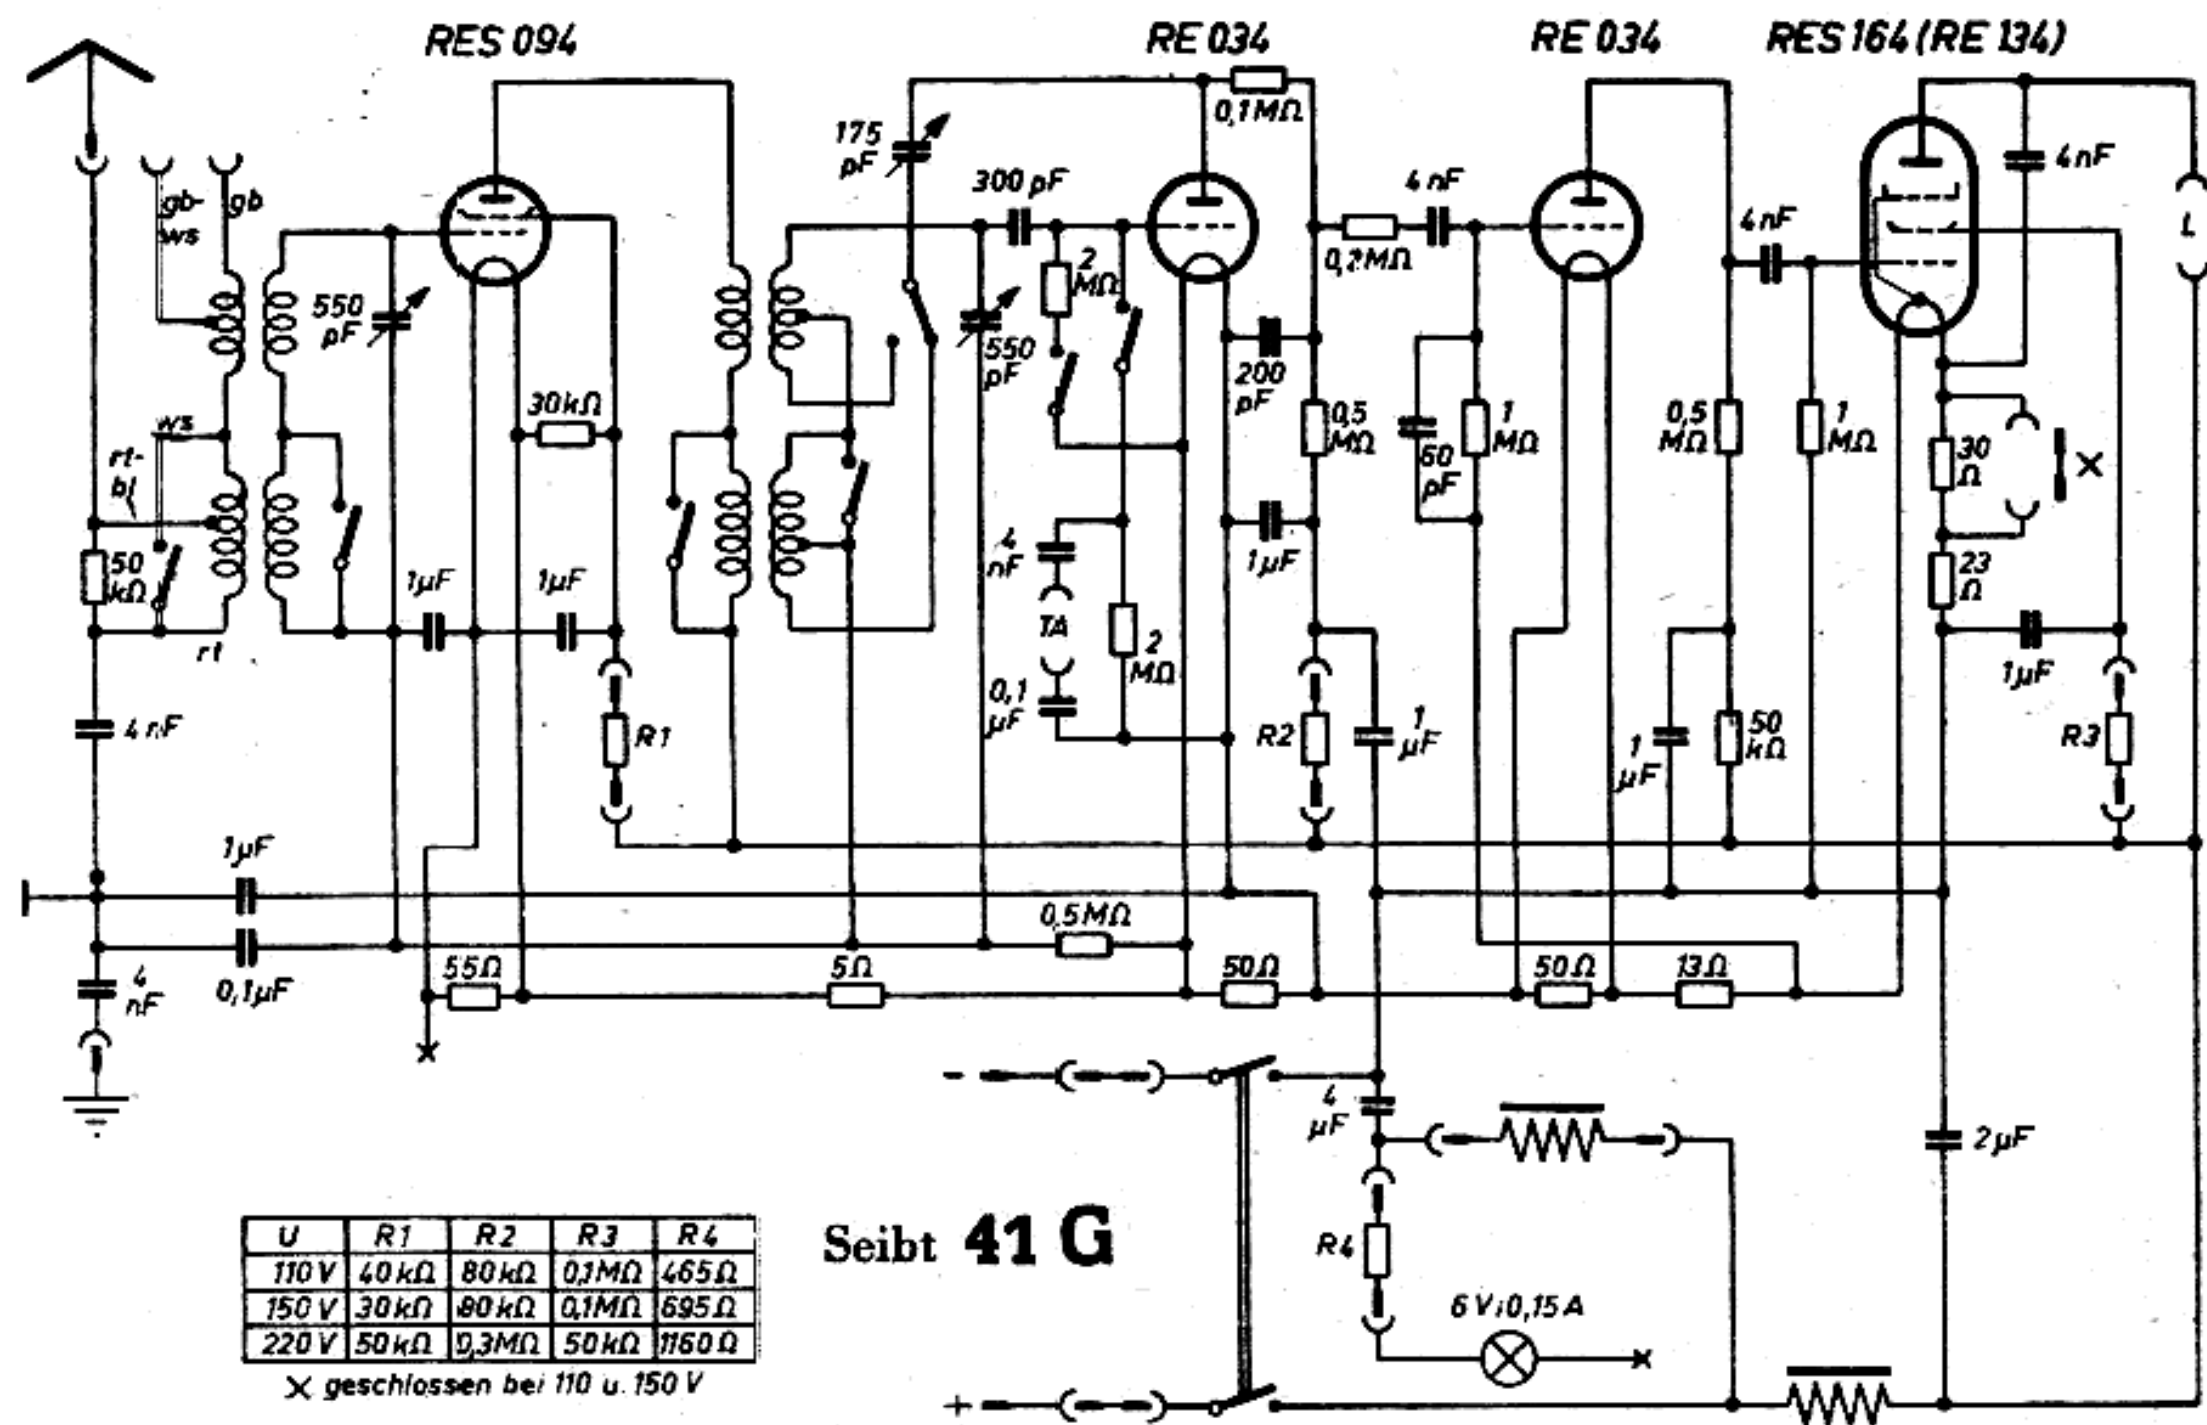 RES 094
RE 034
RE 034
RES 164 (RE 134)
0,1MΩ
175 pF
300 pF
4 nF
4 nF
4 nF
gb-ws
gb
L
2 MΩ
0,2MΩ
550 pF
550 pF
200 pF
30kΩ
ws
rt-bl
0,5 MΩ
60 pF
1 MΩ
0,5 MΩ
1 MΩ
30 Ω
X
50 kΩ
1µF
1µF
4 nF
1µF
23 Ω
TA
rt
2 MΩ
0,1 µF
1µF
4 nF
R1
R2
1 µF
1 µF
50 kΩ
R3
1µF
0,5MΩ
4 nF
0,1µF
55Ω
5Ω
50Ω
50Ω
13Ω
x
-
4 µF
2µF
Seibt 41 G
R4
6V;0,15A
x
+
U R1 R2 R3 R4
110 V 40 kΩ 80 kΩ 0,1MΩ 465Ω
150 V 30 kΩ 80 kΩ 0,1MΩ 695Ω
220 V 50 kΩ 0,3MΩ 50 kΩ 1160 Ω
X geschlossen bei 110 u. 150 V